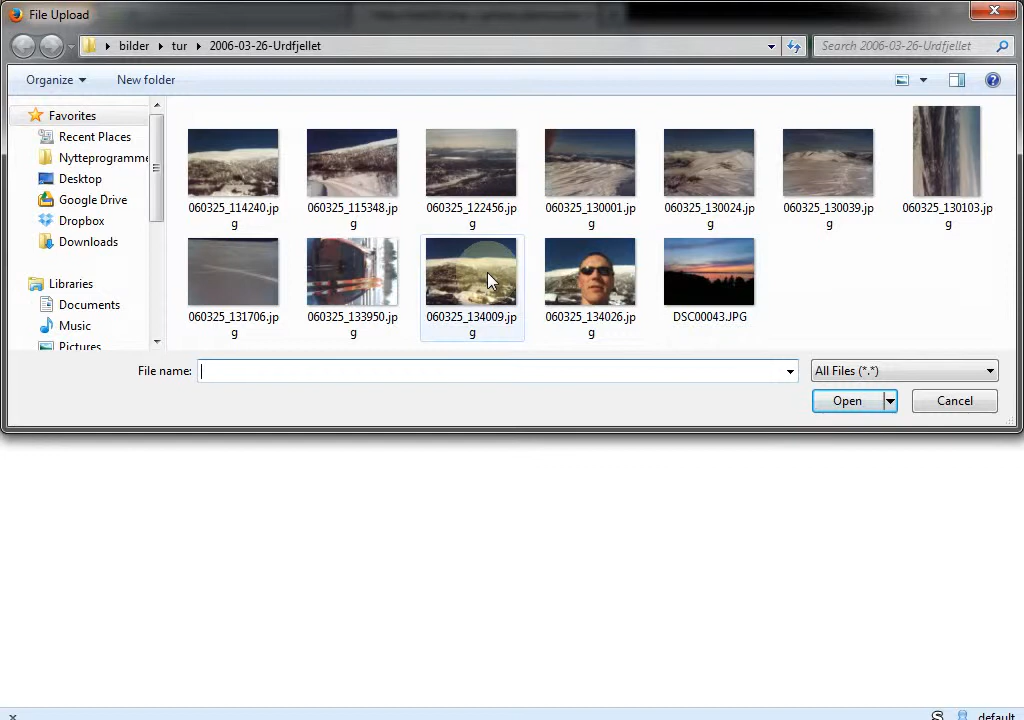 File Upload
bilder tur 2006-03-26-Urdfjellet Search 2006-03-26-Urdfjellet
Organize New folder
Favorites
Recent Places
Nytteprogramme
Desktop
Google Drive
Dropbox
Downloads
Libraries
Documents
Music
Pictures
060325_114240.jp
g
060325_115348.jp
g
060325_122456.jp
g
060325_130001.jp
g
060325_130024.jp
g
060325_130039.jp
g
060325_130103.jp
g
060325_131706.jp
g
060325_133950.jp
g
060325_134009.jp
g
060325_134026.jp
g
DSC00043.JPG
File name: All Files (*.*)
Open Cancel
default